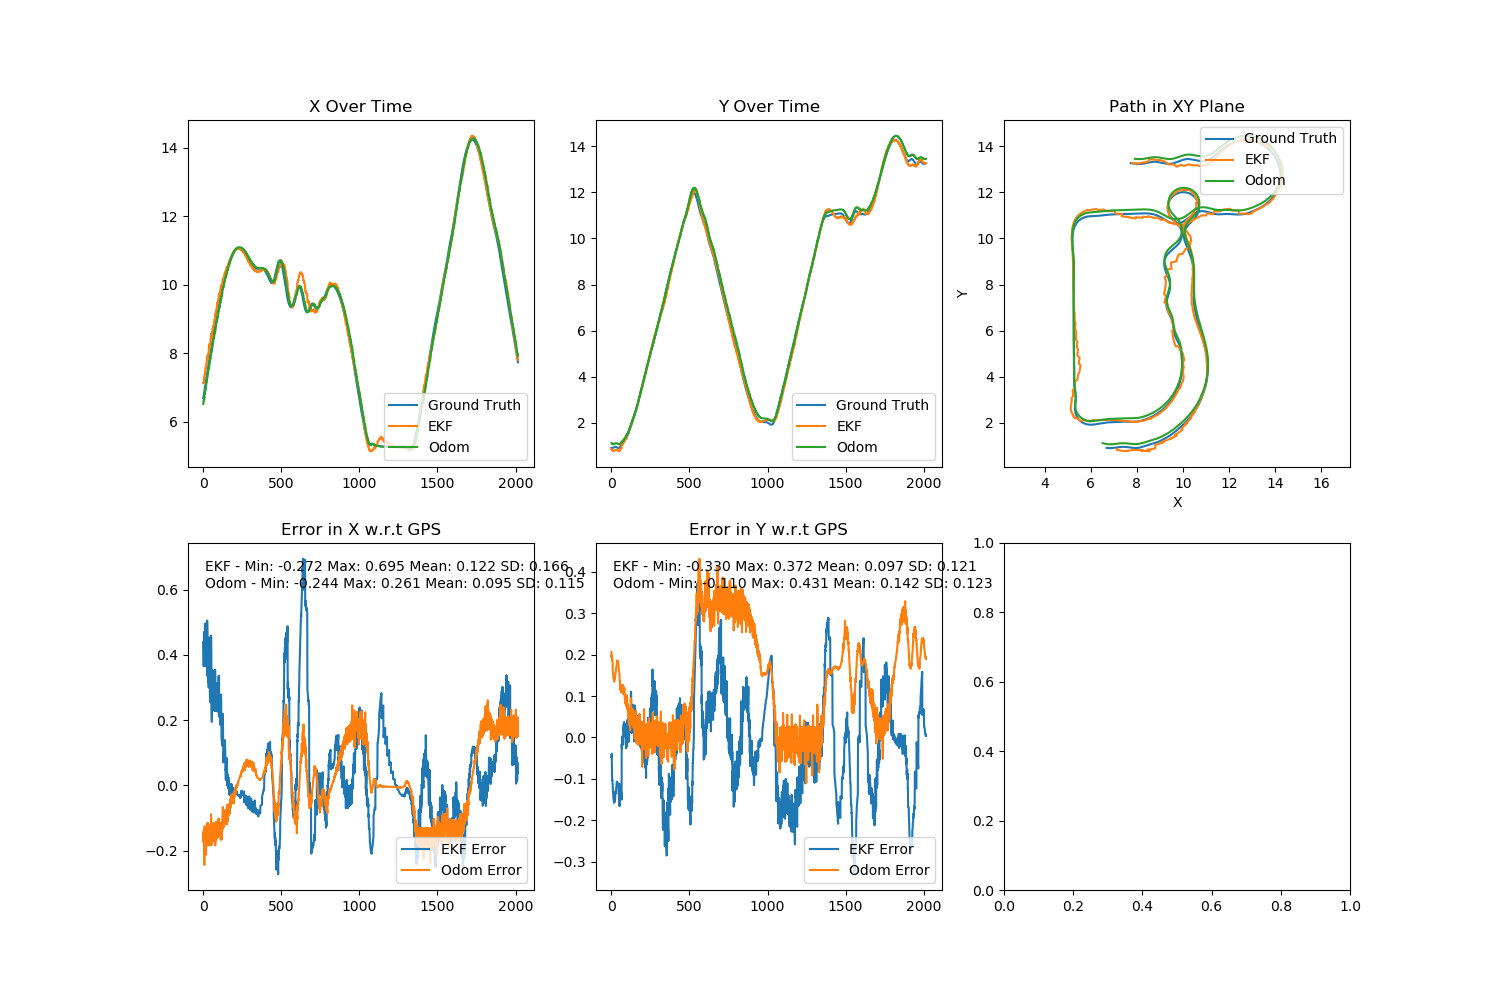 X Over Time
14
12
10
8
6
0 500 1000 1500 2000
Ground Truth
EKF
Odom
Y Over Time
14
12
10
8
6
4
2
0 500 1000 1500 2000
Ground Truth
EKF
Odom
Path in XY Plane
Y
14
12
10
8
6
4
2
4 6 8 10 12 14 16
X
Ground Truth
EKF
Odom
Error in X w.r.t GPS
EKF - Min: -0.272 Max: 0.695 Mean: 0.122 SD: 0.166
Odom - Min: -0.244 Max: 0.261 Mean: 0.095 SD: 0.115
0.6
0.4
0.2
0.0
−0.2
0 500 1000 1500 2000
EKF Error
Odom Error
Error in Y w.r.t GPS
EKF - Min: -0.330 Max: 0.372 Mean: 0.097 SD: 0.121
Odom - Min: -0.110 Max: 0.431 Mean: 0.142 SD: 0.123
0.4
0.3
0.2
0.1
0.0
−0.1
−0.2
−0.3
0 500 1000 1500 2000
EKF Error
Odom Error
1.0
0.8
0.6
0.4
0.2
0.0
0.0 0.2 0.4 0.6 0.8 1.0